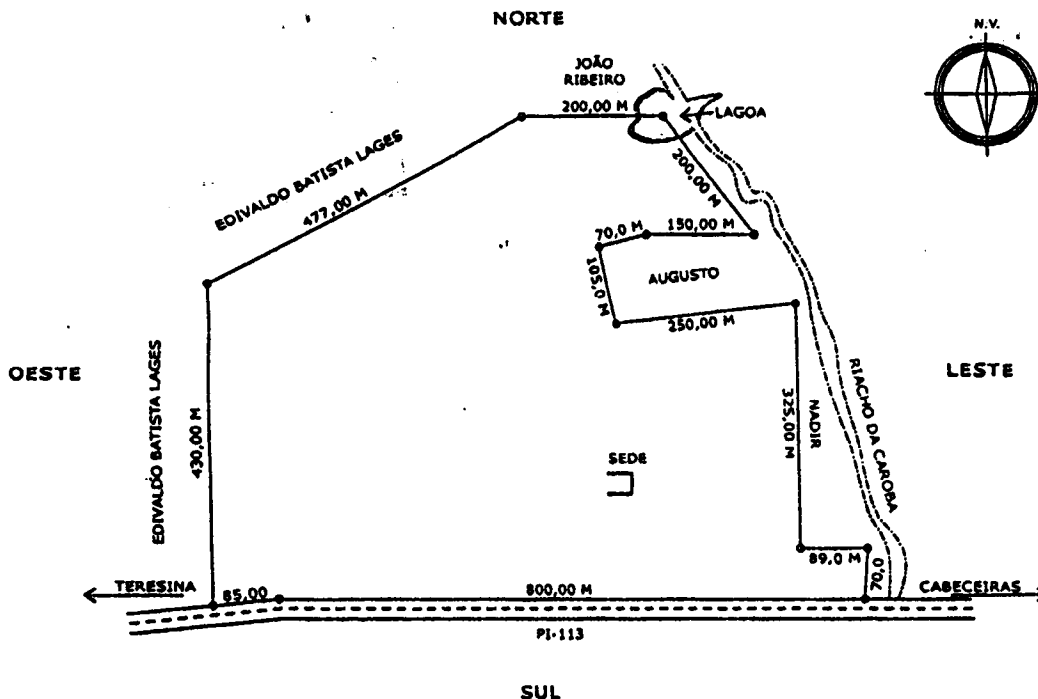 NORTE
N.V.
JOÃO
RIBEIRO
200,00 M
LAGOA
EDIVALDO BATISTA LAGES
477,00 M
200,00 M
70,0 M
150,00 M
105,0 M
AUGUSTO
250,00 M
OESTE
LESTE
EDIVALDO BATISTA LAGES
430,00 M
325,00 M
NADIR
RIACHO DA CAROBA
SEDE
89,0 M
70,0
TERESINA
85,00
800,00 M
CABECEIRAS
PI-113
SUL